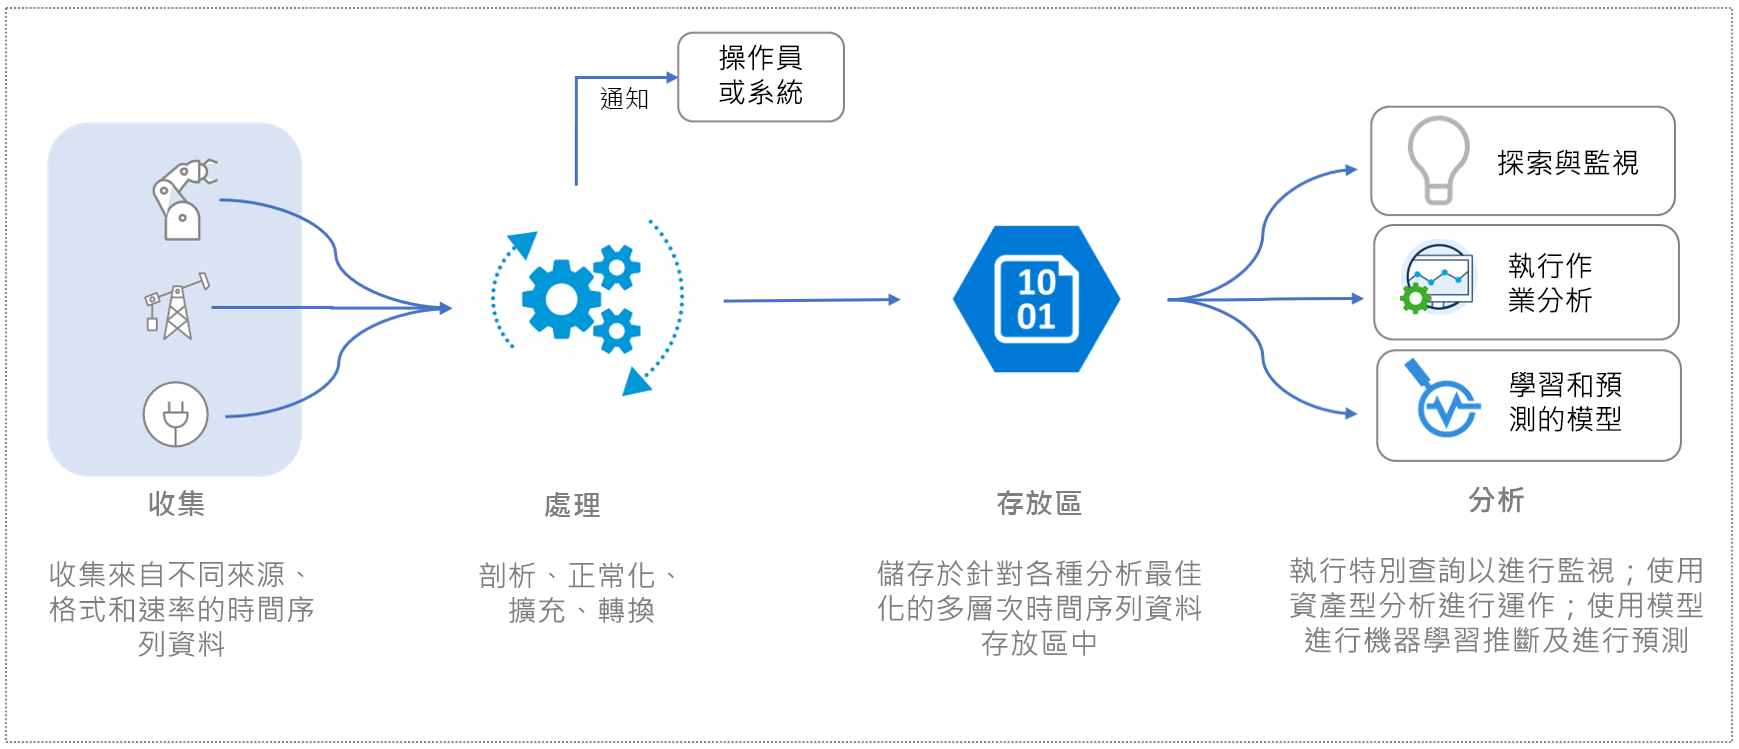 操作員
或系統
通知
探索與監視
10
01
執行作
業分析
學習和預
測的模型
收集
處理
存放區
分析
收集來自不同來源、
格式和速率的時間序
列資料
剖析、正常化、
擴充、轉換
儲存於針對各種分析最佳
化的多層次時間序列資料
存放區中
執行特別查詢以進行監視；使用
資產型分析進行運作；使用模型
進行機器學習推斷及進行預測